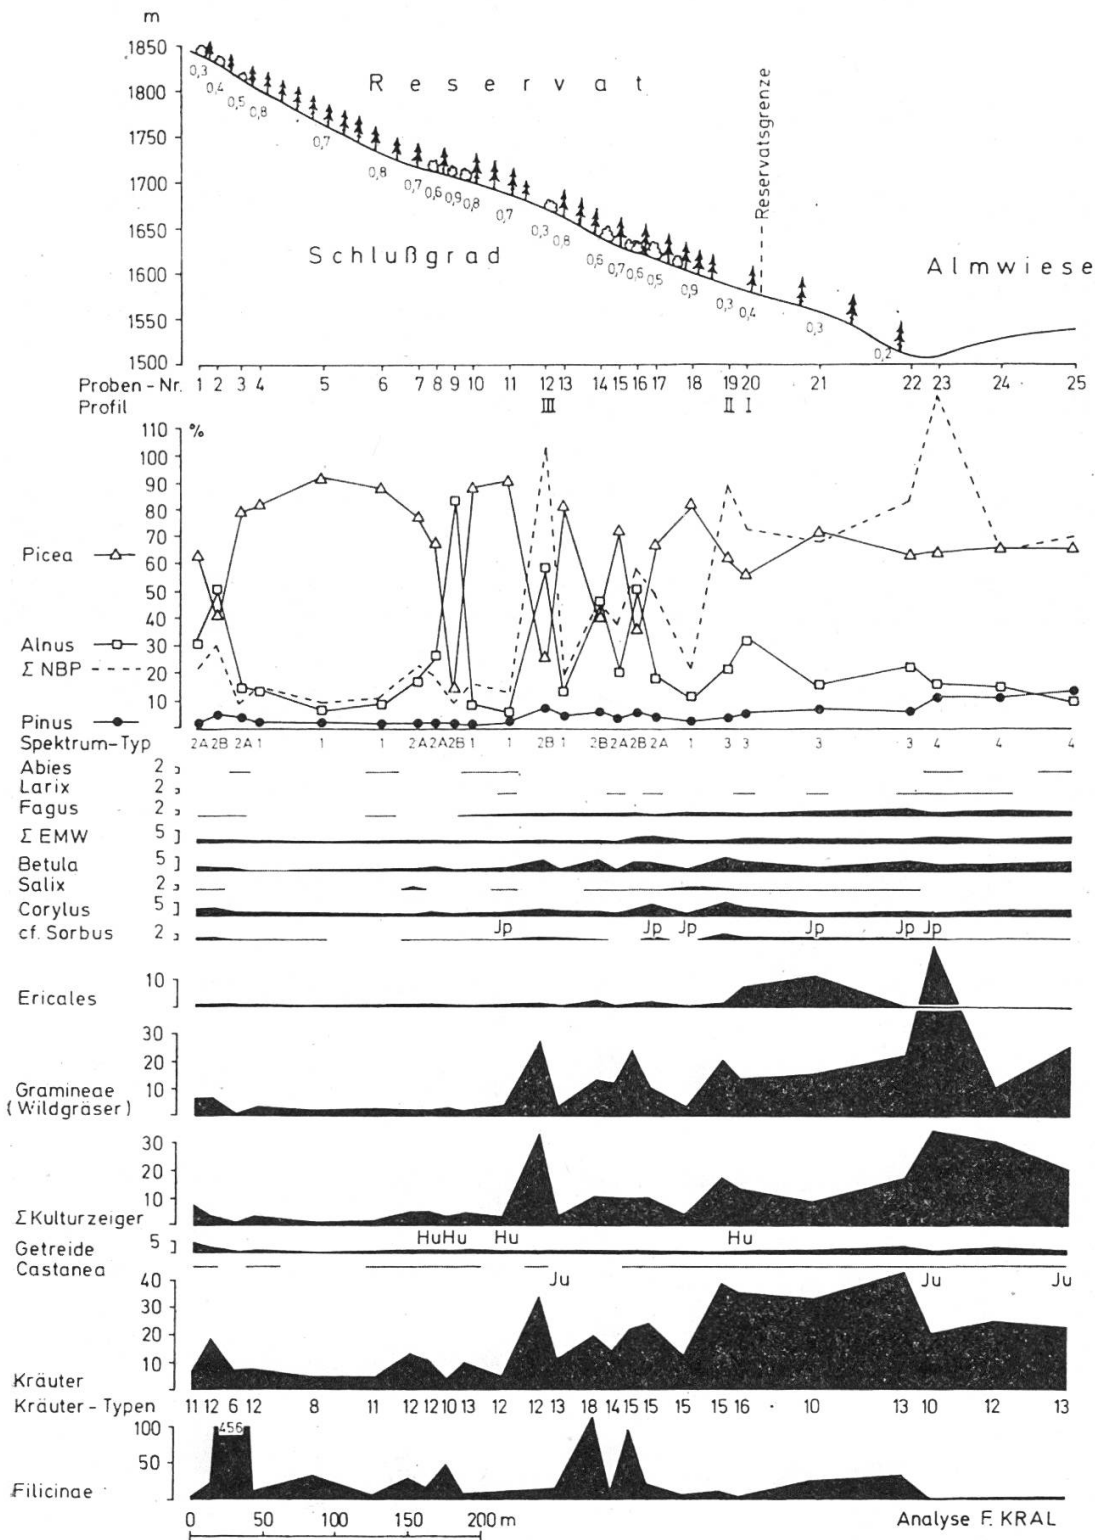 m
1850
1800
1750
1700
1650
1600
1550
1500
Reservat
Reservatsgrenze
Schlußgrad
Almwiese
0,3 0,4 0,5 0,8 0,7 0,8 0,7 0,6 0,9 0,8 0,7 0,3 0,8 0,6 0,7 0,6 0,5 0,9 0,3 0,4 0,3 0,2
Proben-Nr. 1 2 3 4 5 6 7 8 9 10 11 12 13 14 15 16 17 18 19 20 21 22 23 24 25
Profil III II I
110 %
100
90
80
70
60
50
40
30
20
10
Picea
Alnus
Σ NBP
Pinus
Spektrum-Typ 2A 2B 2A 1 1 1 2A 2A 2B 1 1 2B 1 2B 2A 2B 2A 1 3 3 3 3 4 4 4
Abies 2
Larix 2
Fagus 2
Σ EMW 5
Betula 5
Salix 2
Corylus 5
Jp Jp Jp Jp Jp Jp
cf. Sorbus 2
10
Ericales
30
20
10
Gramineae
(Wildgräser)
30
20
10
Σ Kulturzeiger
Hu Hu Hu Hu
Getreide 5
Castanea
Ju Ju Ju
40
30
20
10
Kräuter
Kräuter-Typen 11 12 6 12 8 11 12 12 10 13 12 12 13 18 14 15 15 15 15 16 10 13 10 12 13
100 456
50
Filicinae
0 50 100 150 200 m
Analyse F. KRAL